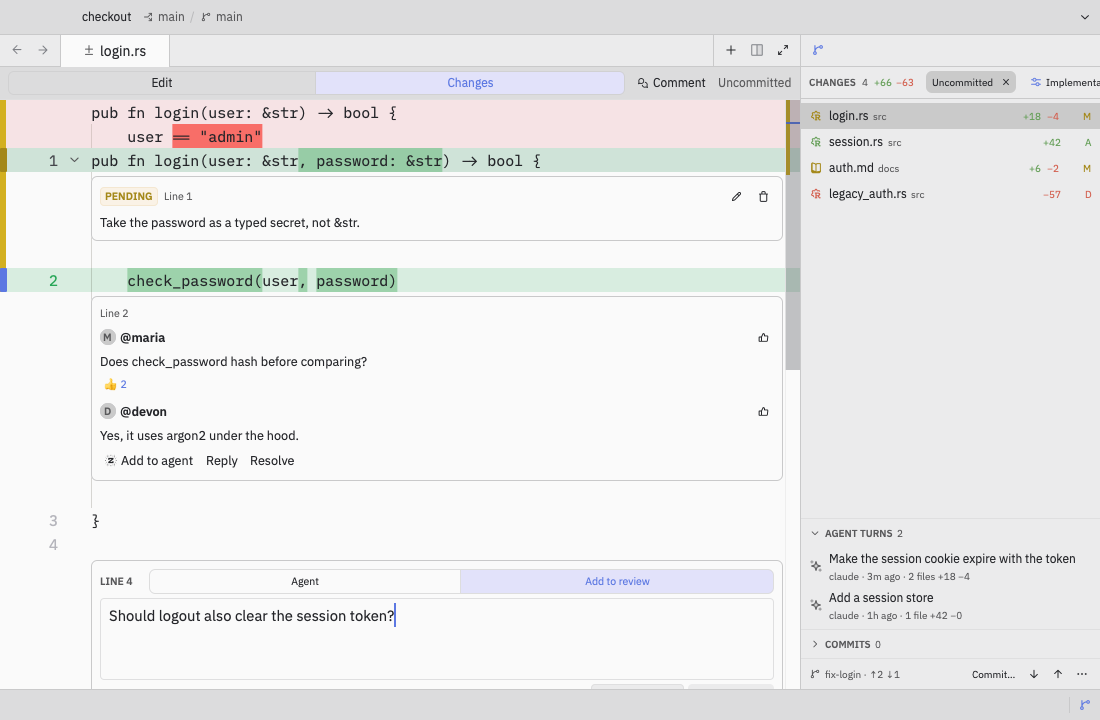 checkout main / main
login.rs
Edit Changes Comment Uncommitted
pub fn login(user: &str) -> bool {
user == "admin"
1 pub fn login(user: &str, password: &str) -> bool {
PENDING Line 1
Take the password as a typed secret, not &str.
2 check_password(user, password)
Line 2
M @maria
Does check_password hash before comparing?
👍 2
D @devon
Yes, it uses argon2 under the hood.
Add to agent Reply Resolve
3 }
4
LINE 4 Agent Add to review
Should logout also clear the session token?
CHANGES 4 +66 −63 Uncommitted × Implementa
login.rs src +18 −4 M
session.rs src +42 A
auth.md docs +6 −2 M
legacy_auth.rs src −57 D
AGENT TURNS 2
Make the session cookie expire with the token
claude · 3m ago · 2 files +18 −4
Add a session store
claude · 1h ago · 1 file +42 −0
COMMITS 0
fix-login · ↑2 ↓1 Commit... ↓ ↑ ···